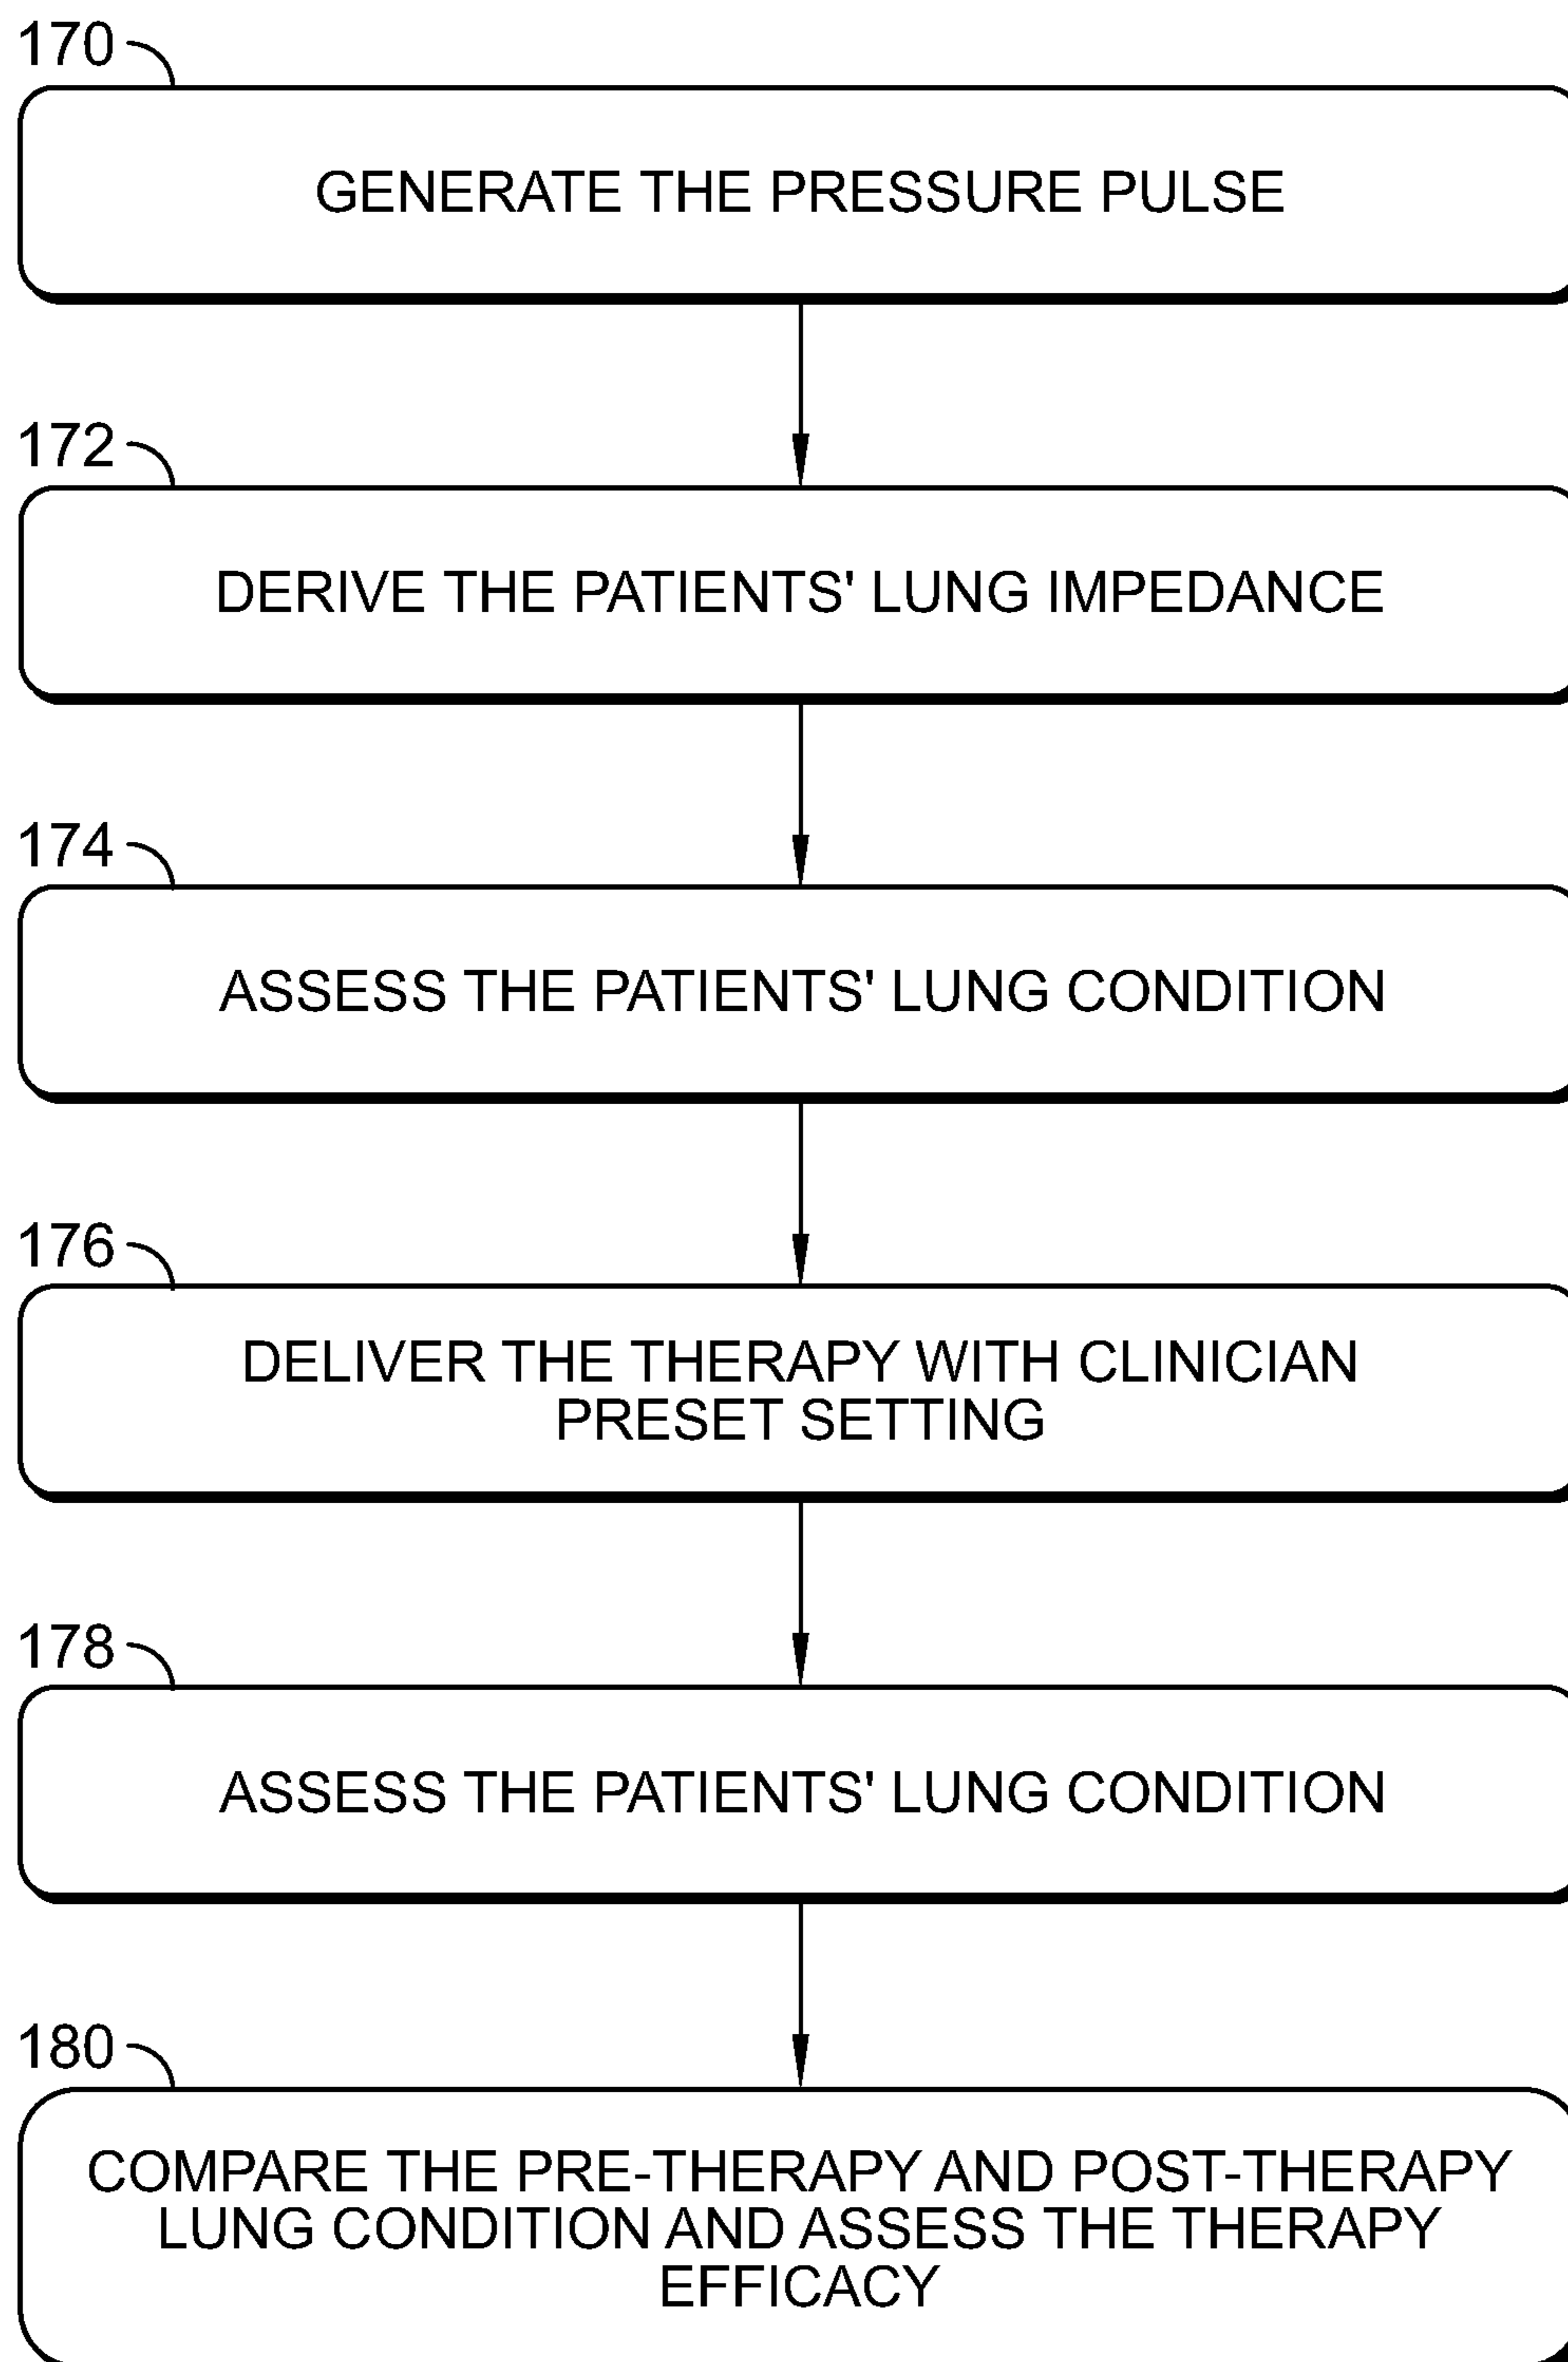 170
GENERATE THE PRESSURE PULSE
172
DERIVE THE PATIENTS' LUNG IMPEDANCE
174
ASSESS THE PATIENTS' LUNG CONDITION
176
DELIVER THE THERAPY WITH CLINICIAN
PRESET SETTING
178
ASSESS THE PATIENTS' LUNG CONDITION
180
COMPARE THE PRE-THERAPY AND POST-THERAPY
LUNG CONDITION AND ASSESS THE THERAPY
EFFICACY